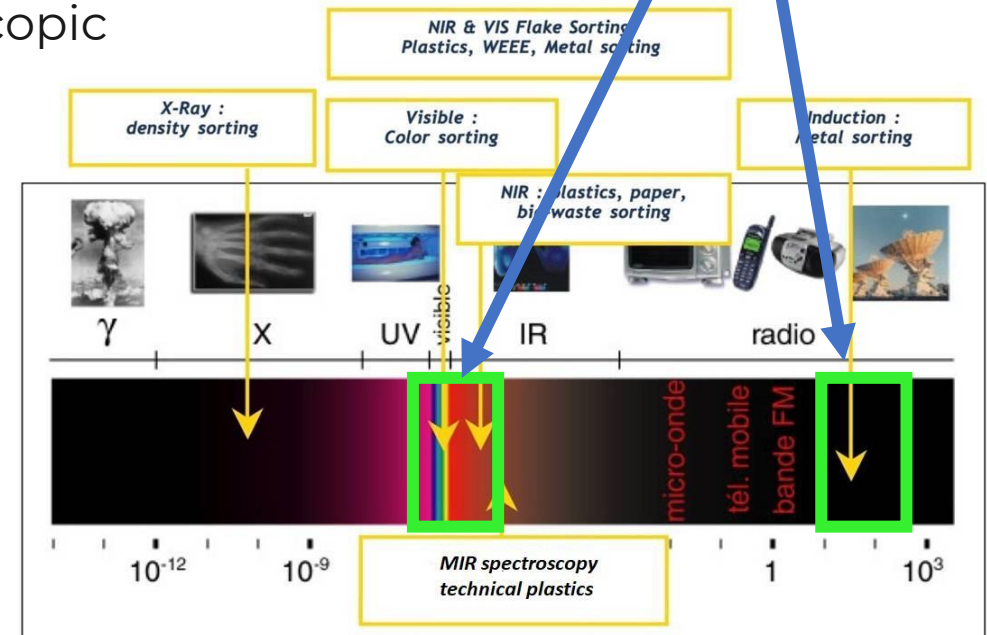 copic
NIR & VIS Flake Sorting
Plastics, WEEE, Metal sorting
X-Ray :
density sorting
Visible :
Color sorting
Induction :
Metal sorting
NIR : plastics, paper,
bio-waste sorting
γ
X
UV
visible
IR
radio
micro-onde
tél. mobile
bande FM
10-12
10-9
1
103
MIR spectroscopy
technical plastics